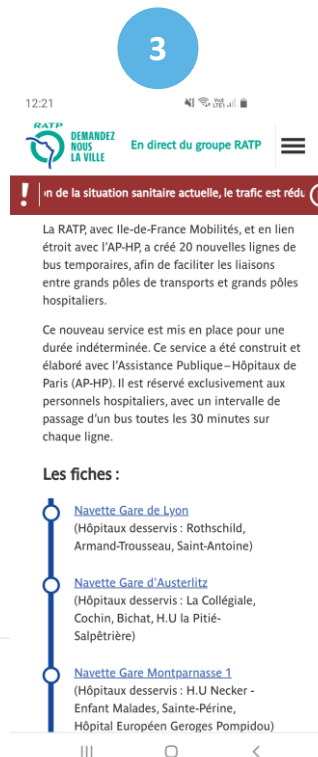 3
12:21
RATP
DEMANDEZ
NOUS
LA VILLE
En direct du groupe RATP
! n de la situation sanitaire actuelle, le trafic est rédu
La RATP, avec Ile-de-France Mobilités, et en lien
étroit avec l'AP-HP, a créé 20 nouvelles lignes de
bus temporaires, afin de faciliter les liaisons
entre grands pôles de transports et grands pôles
hospitaliers.
Ce nouveau service est mis en place pour une
durée indéterminée. Ce service a été construit et
élaboré avec l'Assistance Publique – Hôpitaux de
Paris (AP-HP). Il est réservé exclusivement aux
personnels hospitaliers, avec un intervalle de
passage d'un bus toutes les 30 minutes sur
chaque ligne.
Les fiches :
Navette Gare de Lyon
(Hôpitaux desservis : Rothschild,
Armand-Trousseau, Saint-Antoine)
Navette Gare d'Austerlitz
(Hôpitaux desservis : La Collégiale,
Cochin, Bichat, H.U la Pitié-
Salpêtrière)
Navette Gare Montparnasse 1
(Hôpitaux desservis : H.U Necker -
Enfant Malades, Sainte-Périne,
Hôpital Européen Geroges Pompidou)